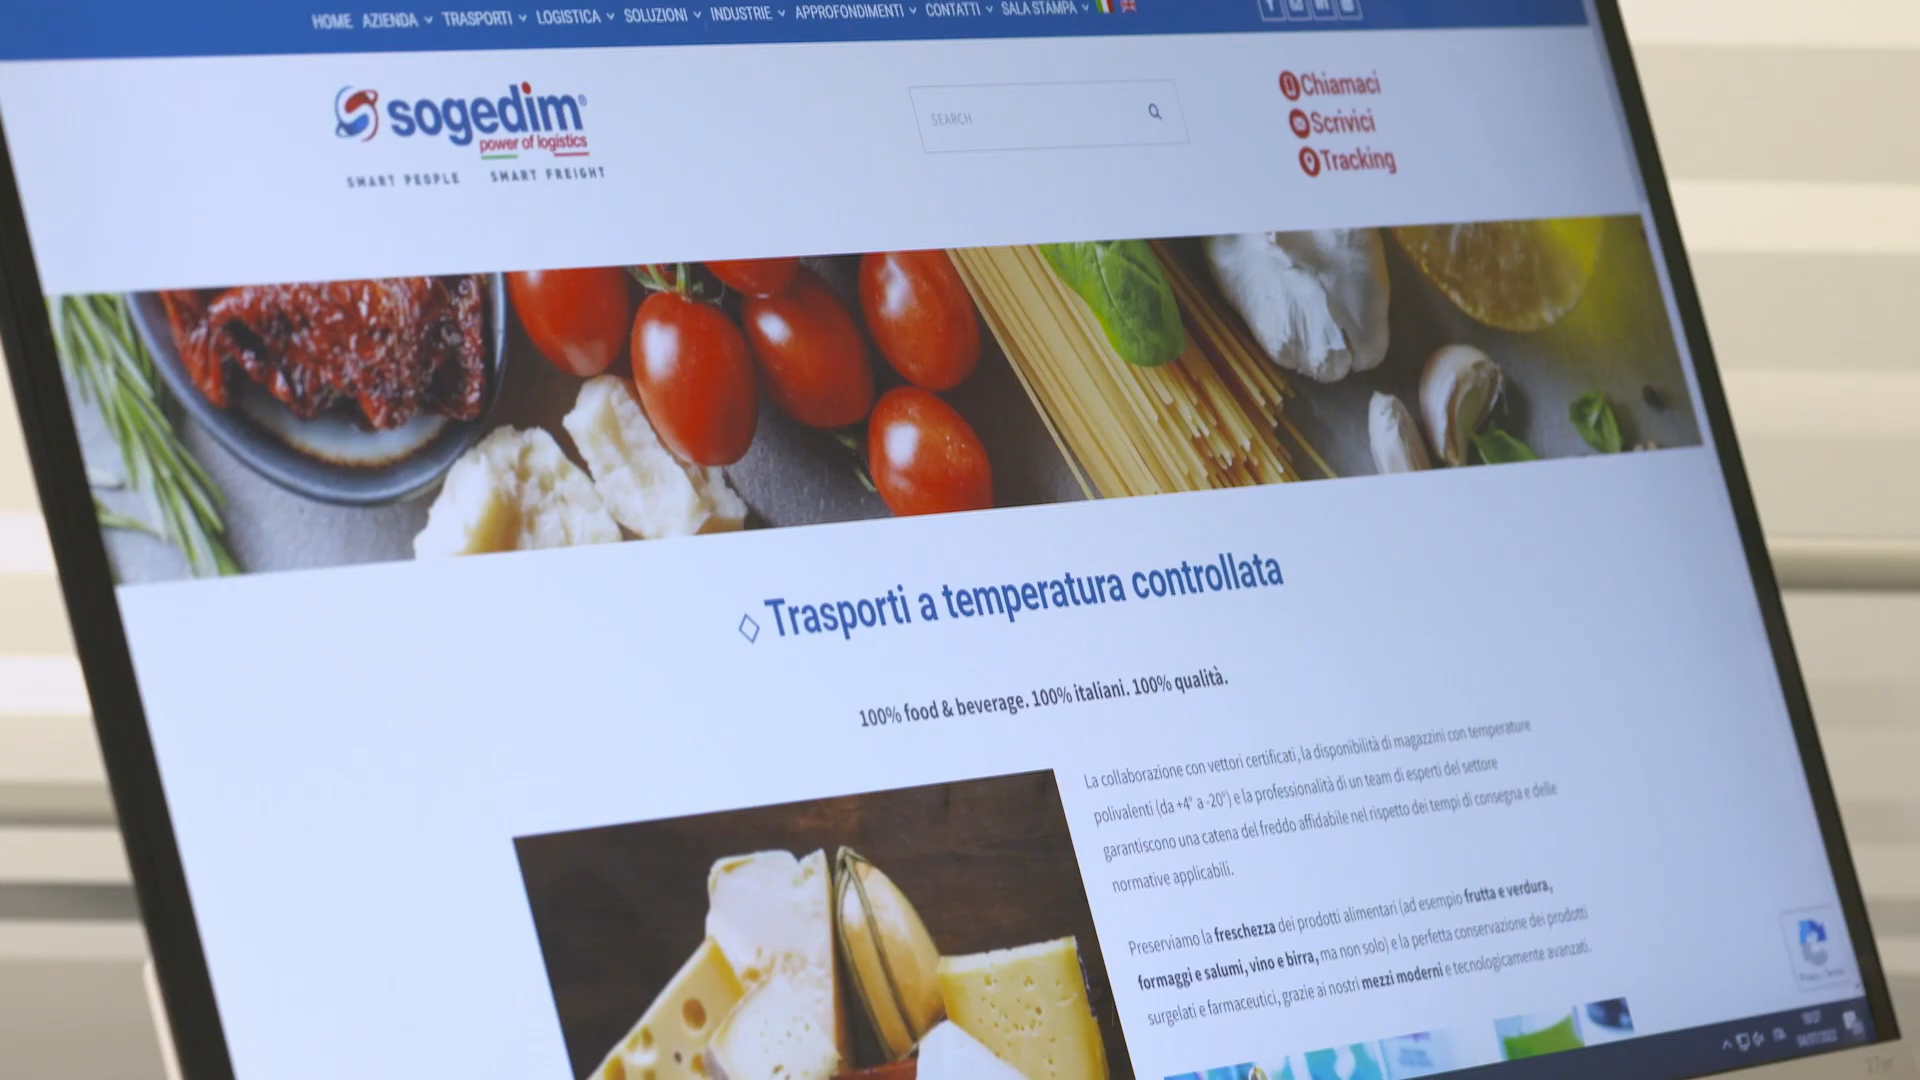 HOME AZIENDA TRASPORTI LOGISTICA SOLUZIONI INDUSTRIE APPROFONDIMENTI CONTATTI SALA STAMPA
sogedim®
power of logistics
SMART PEOPLE SMART FREIGHT
SEARCH
Chiamaci
Scrivici
Tracking
Trasporti a temperatura controllata
100% food & beverage. 100% italiani. 100% qualità.
La collaborazione con vettori certificati, la disponibilità di magazzini con temperature
polivalenti (da +4° a -20°) e la professionalità di un team di esperti del settore
garantiscono una catena del freddo affidabile nel rispetto dei tempi di consegna e delle
normative applicabili.
Preserviamo la freschezza dei prodotti alimentari (ad esempio frutta e verdura,
formaggi e salumi, vino e birra, ma non solo) e la perfetta conservazione dei prodotti
surgelati e farmaceutici, grazie ai nostri mezzi moderni e tecnologicamente avanzati.